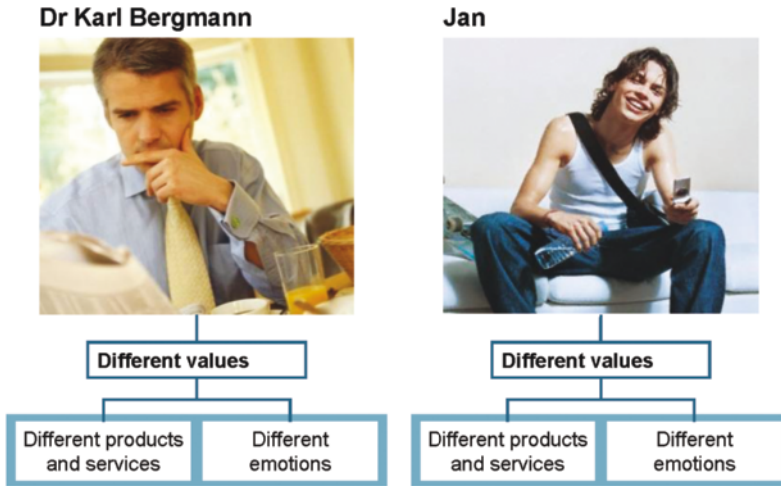 Dr Karl Bergmann
Jan
Different values
Different values
Different products
and services
Different
emotions
Different products
and services
Different
emotions